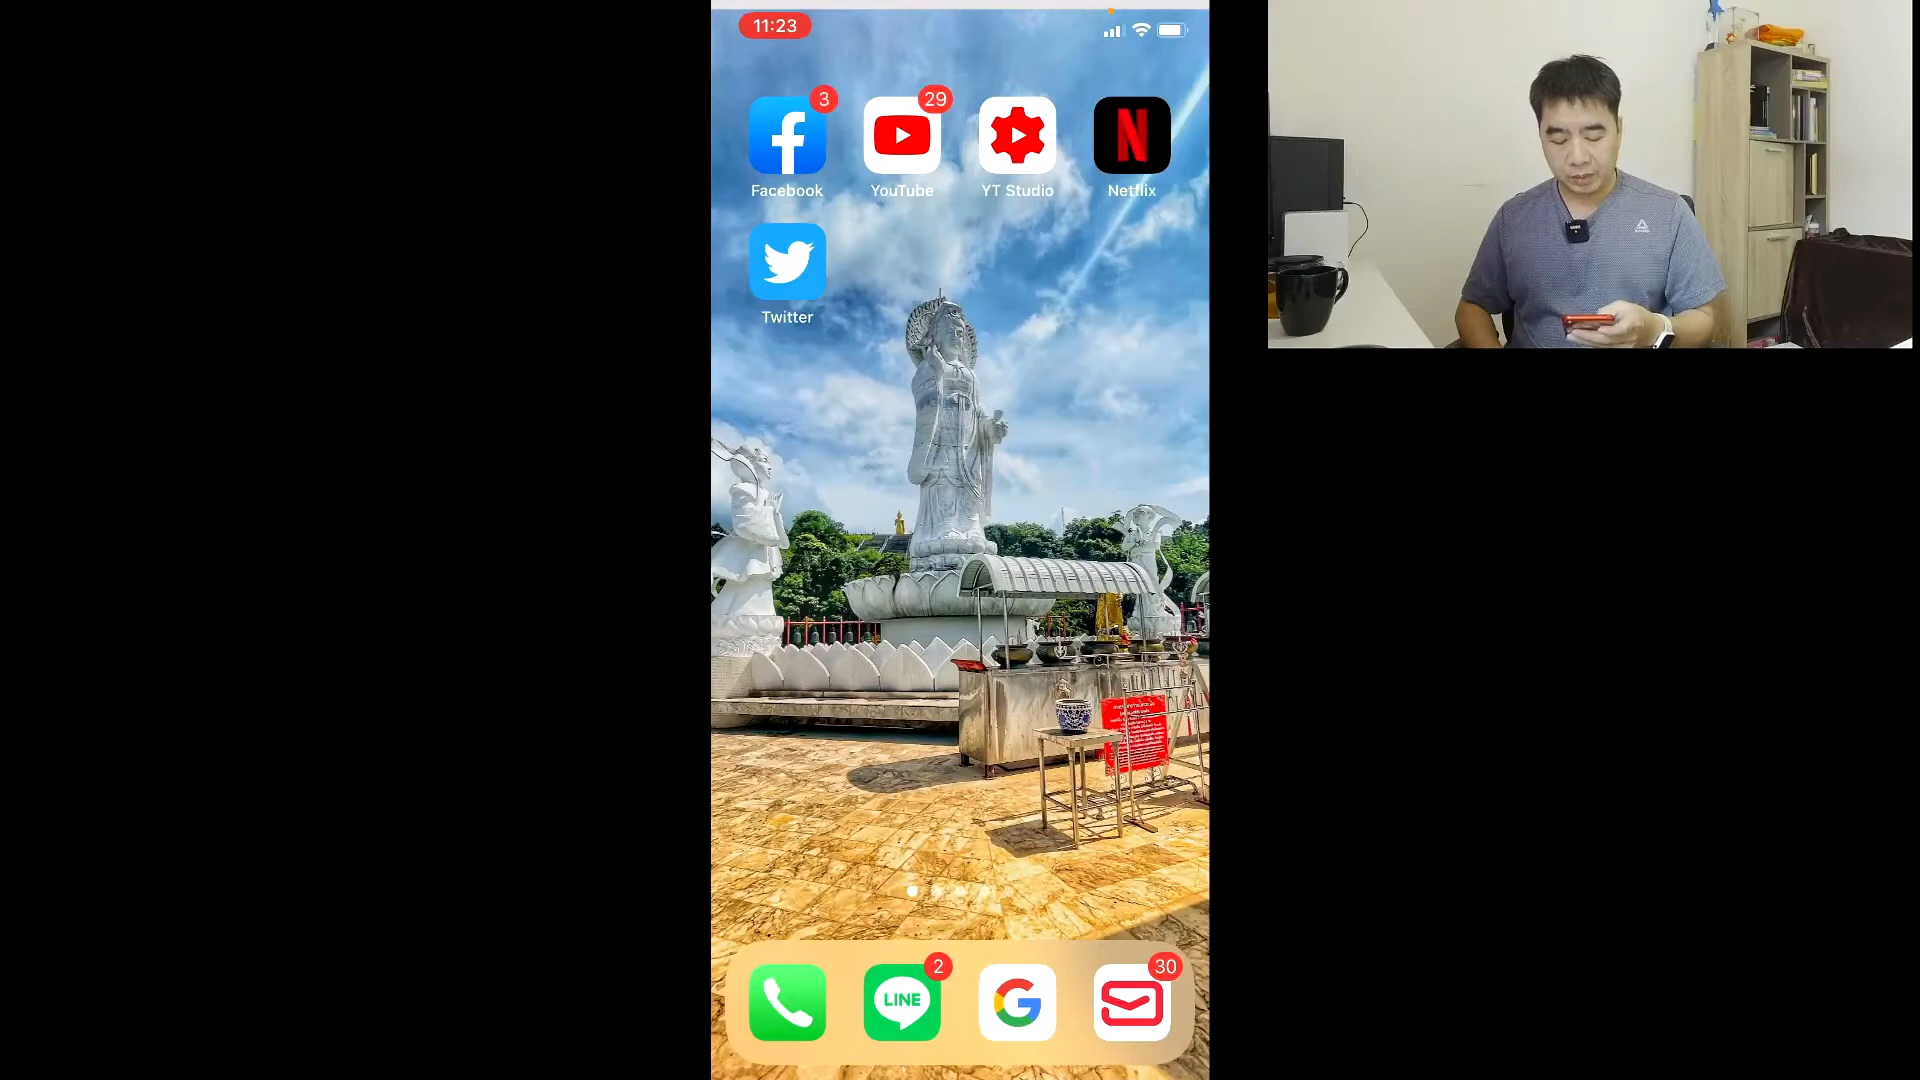 11:23
3
29
Facebook
YouTube
YT Studio
Netflix
Twitter
2
LINE
30